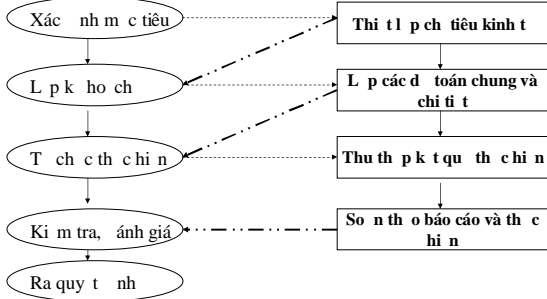 Xác nh m c tiêu
Thi t l p ch tiêu kinh t
L p k ho ch
L p các d toán chung và
chi ti t
T ch c th c hi n
Thu th p k t qu th c hi n
Ki m tra, ánh giá
So n th o báo cáo và th c
hi n
Ra quy t nh